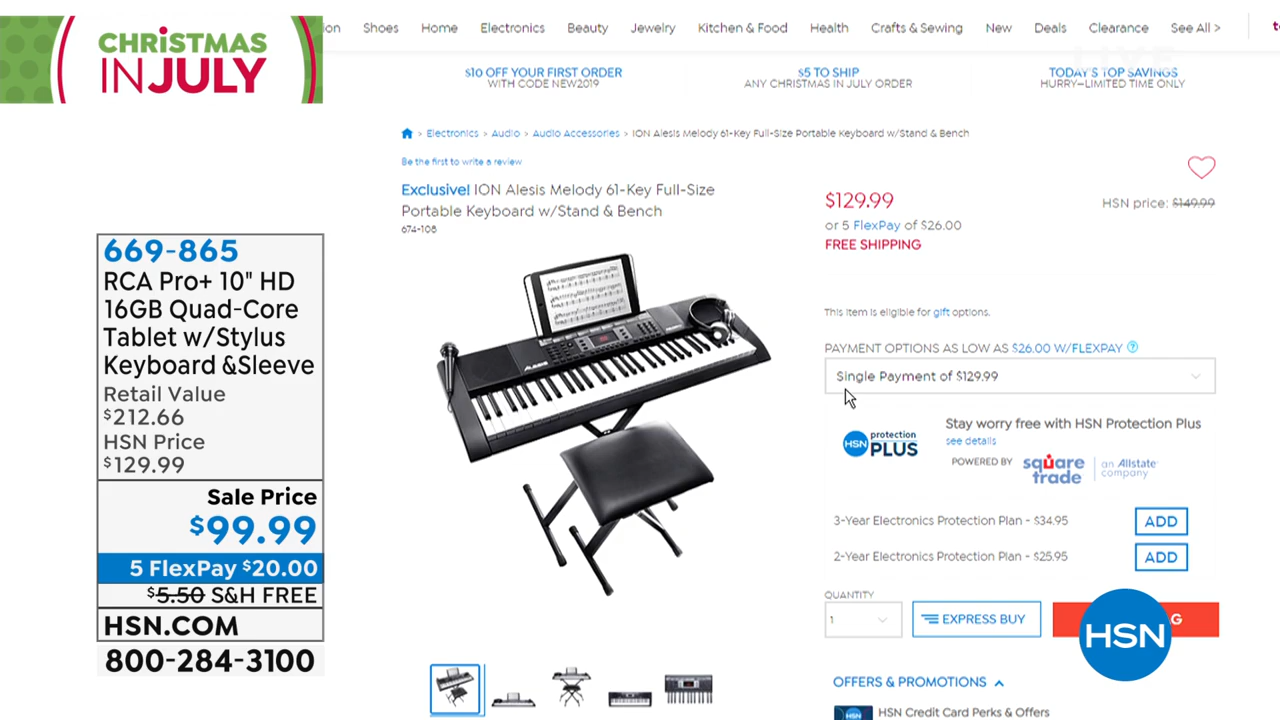 CHRISTMAS
IN JULY
Shoes Home Electronics Beauty Jewelry Kitchen & Food Health Crafts & Sewing New Deals Clearance See All >
LIVE
$10 OFF YOUR FIRST ORDER
WITH CODE NEW2019
$5 TO SHIP
ANY CHRISTMAS IN JULY ORDER
TODAY'S TOP SAVINGS
HURRY—LIMITED TIME ONLY
> Electronics > Audio > Audio Accessories > ION Alesis Melody 61-Key Full-Size Portable Keyboard w/Stand & Bench
Be the first to write a review
Exclusive! ION Alesis Melody 61-Key Full-Size
Portable Keyboard w/Stand & Bench
674-108
$129.99
HSN price: $149.99
or 5 FlexPay of $26.00
FREE SHIPPING
This item is eligible for gift options.
PAYMENT OPTIONS AS LOW AS $26.00 W/FLEXPAY ?
Single Payment of $129.99
HSN protection PLUS
Stay worry free with HSN Protection Plus
see details
POWERED BY square trade an Allstate company
3-Year Electronics Protection Plan - $34.95
ADD
2-Year Electronics Protection Plan - $25.95
ADD
QUANTITY
1
EXPRESS BUY
G
HSN
OFFERS & PROMOTIONS
HSN
HSN Credit Card Perks & Offers
ALESIS
669-865
RCA Pro+ 10" HD
16GB Quad-Core
Tablet w/Stylus
Keyboard &Sleeve
Retail Value
$212.66
HSN Price
$129.99
Sale Price
$99.99
5 FlexPay $20.00
$5.50 S&H FREE
HSN.COM
800-284-3100